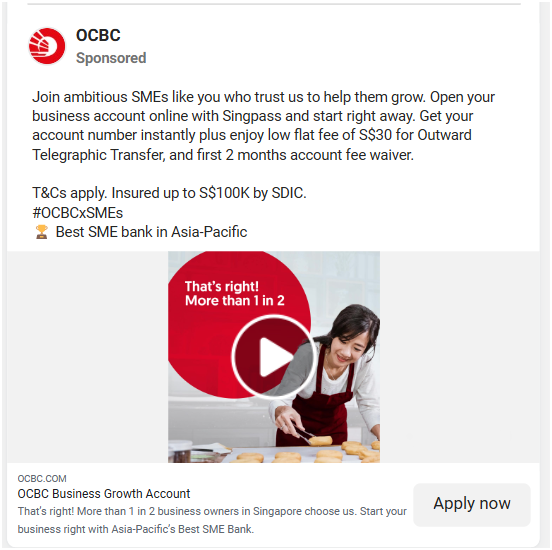 OCBC
Sponsored
Join ambitious SMEs like you who trust us to help them grow. Open your
business account online with Singpass and start right away. Get your
account number instantly plus enjoy low flat fee of S$30 for Outward
Telegraphic Transfer, and first 2 months account fee waiver.
T&Cs apply. Insured up to S$100K by SDIC.
#OCBCxSMEs
🏆 Best SME bank in Asia-Pacific
That's right!
More than 1 in 2
OCBC.COM
OCBC Business Growth Account
That's right! More than 1 in 2 business owners in Singapore choose us. Start your
business right with Asia-Pacific's Best SME Bank.
Apply now